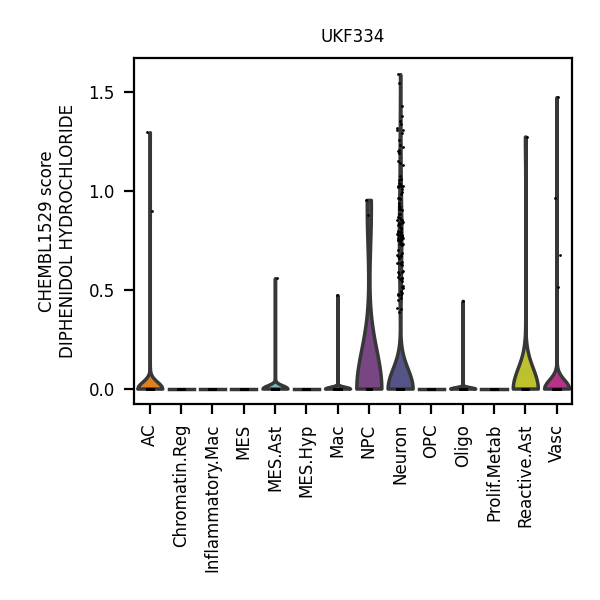 UKF334
CHEMBL1529 score
DIPHENIDOL HYDROCHLORIDE
1.5
1.0
0.5
0.0
AC
Chromatin.Reg
Inflammatory.Mac
MES
MES.Ast
MES.Hyp
Mac
NPC
Neuron
OPC
Oligo
Prolif.Metab
Reactive.Ast
Vasc